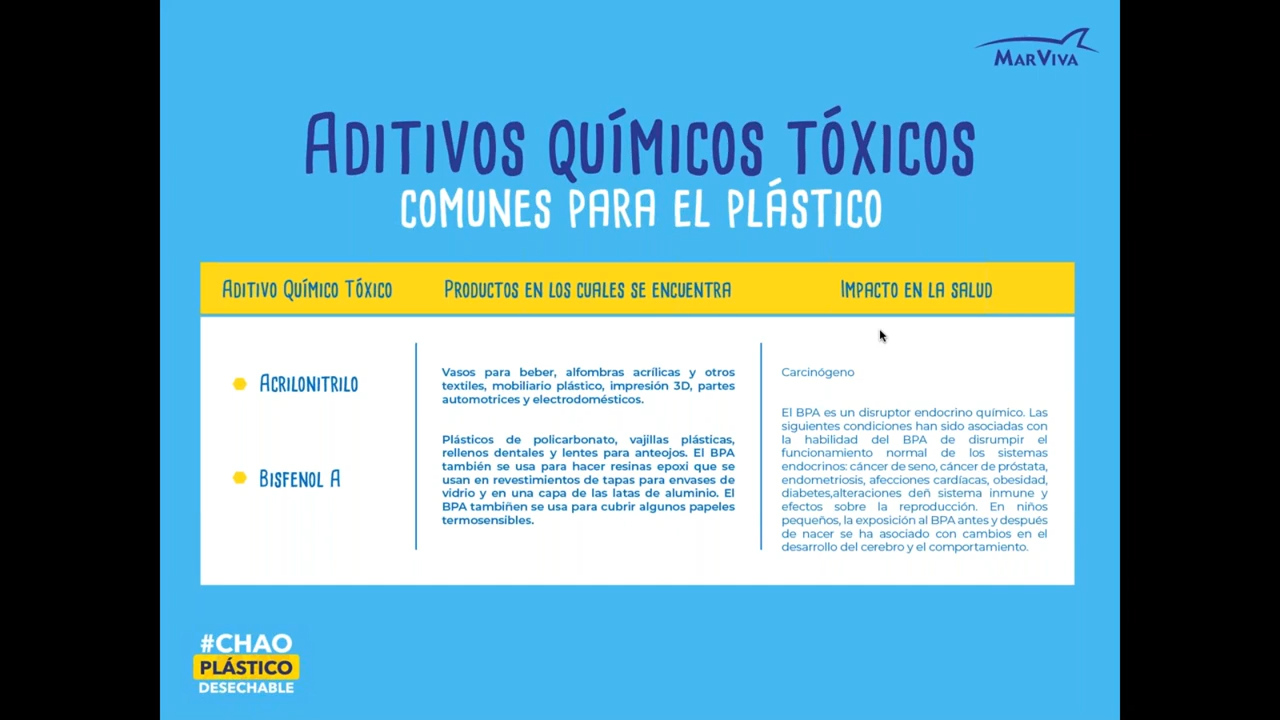 MARVIVA
ADITIVOS QUÍMICOS TÓXICOS
COMUNES PARA EL PLÁSTICO
ADITIVO QUÍMICO TÓXICO
PRODUCTOS EN LOS CUALES SE ENCUENTRA
IMPACTO EN LA SALUD
ACRILONITRILO
Vasos para beber, alfombras acrílicas y otros
textiles, mobiliario plástico, impresión 3D, partes
automotrices y electrodomésticos.
Carcinógeno
BISFENOL A
Plásticos de policarbonato, vajillas plásticas,
rellenos dentales y lentes para anteojos. El BPA
también se usa para hacer resinas epoxi que se
usan en revestimientos de tapas para envases de
vidrio y en una capa de las latas de aluminio. El
BPA tambiñen se usa para cubrir algunos papeles
termosensibles.
El BPA es un disruptor endocrino químico. Las
siguientes condiciones han sido asociadas con
la habilidad del BPA de disrumpir el
funcionamiento normal de los sistemas
endocrinos: cáncer de seno, cáncer de próstata,
endometriosis, afecciones cardíacas, obesidad,
diabetes,alteraciones deñ sistema inmune y
efectos sobre la reproducción. En niños
pequeños, la exposición al BPA antes y después
de nacer se ha asociado con cambios en el
desarrollo del cerebro y el comportamiento.
#CHAO
PLÁSTICO
DESECHABLE